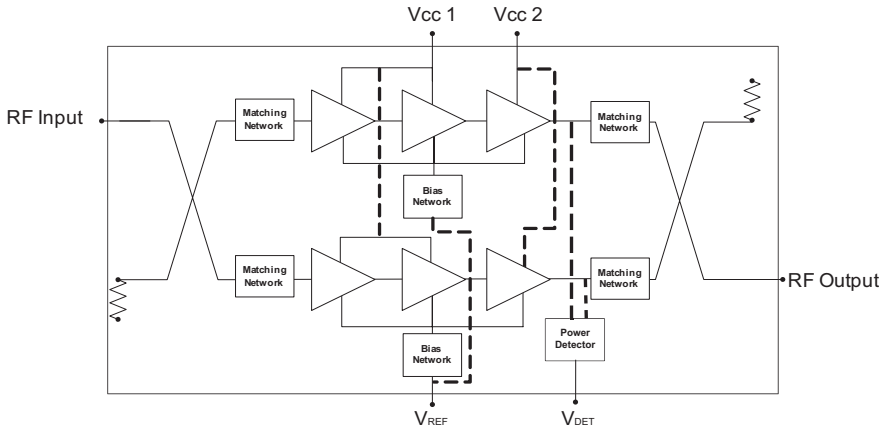 Vcc 1
Vcc 2
RF Input
Matching
Network
Matching
Network
Bias
Network
Matching
Network
Matching
Network
RF Output
Power
Detector
Bias
Network
VREF
VDET